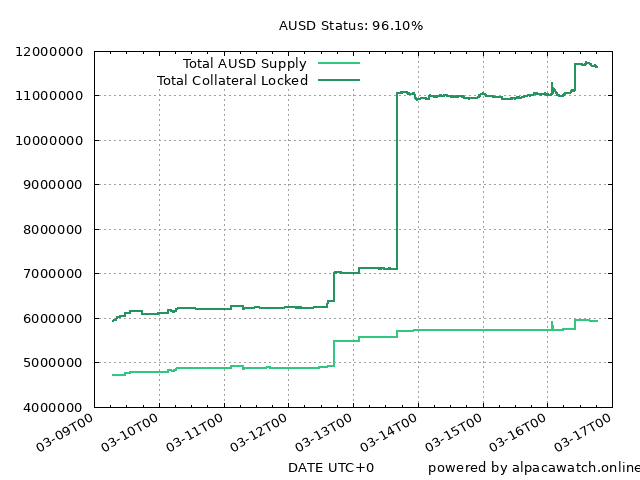 AUSD Status: 96.10%
12000000
11000000
10000000
9000000
8000000
7000000
6000000
5000000
4000000
Total AUSD Supply
Total Collateral Locked
03-09T00
03-10T00
03-11T00
03-12T00
03-13T00
03-14T00
03-15T00
03-16T00
03-17T00
DATE UTC+0
powered by alpacawatch.online